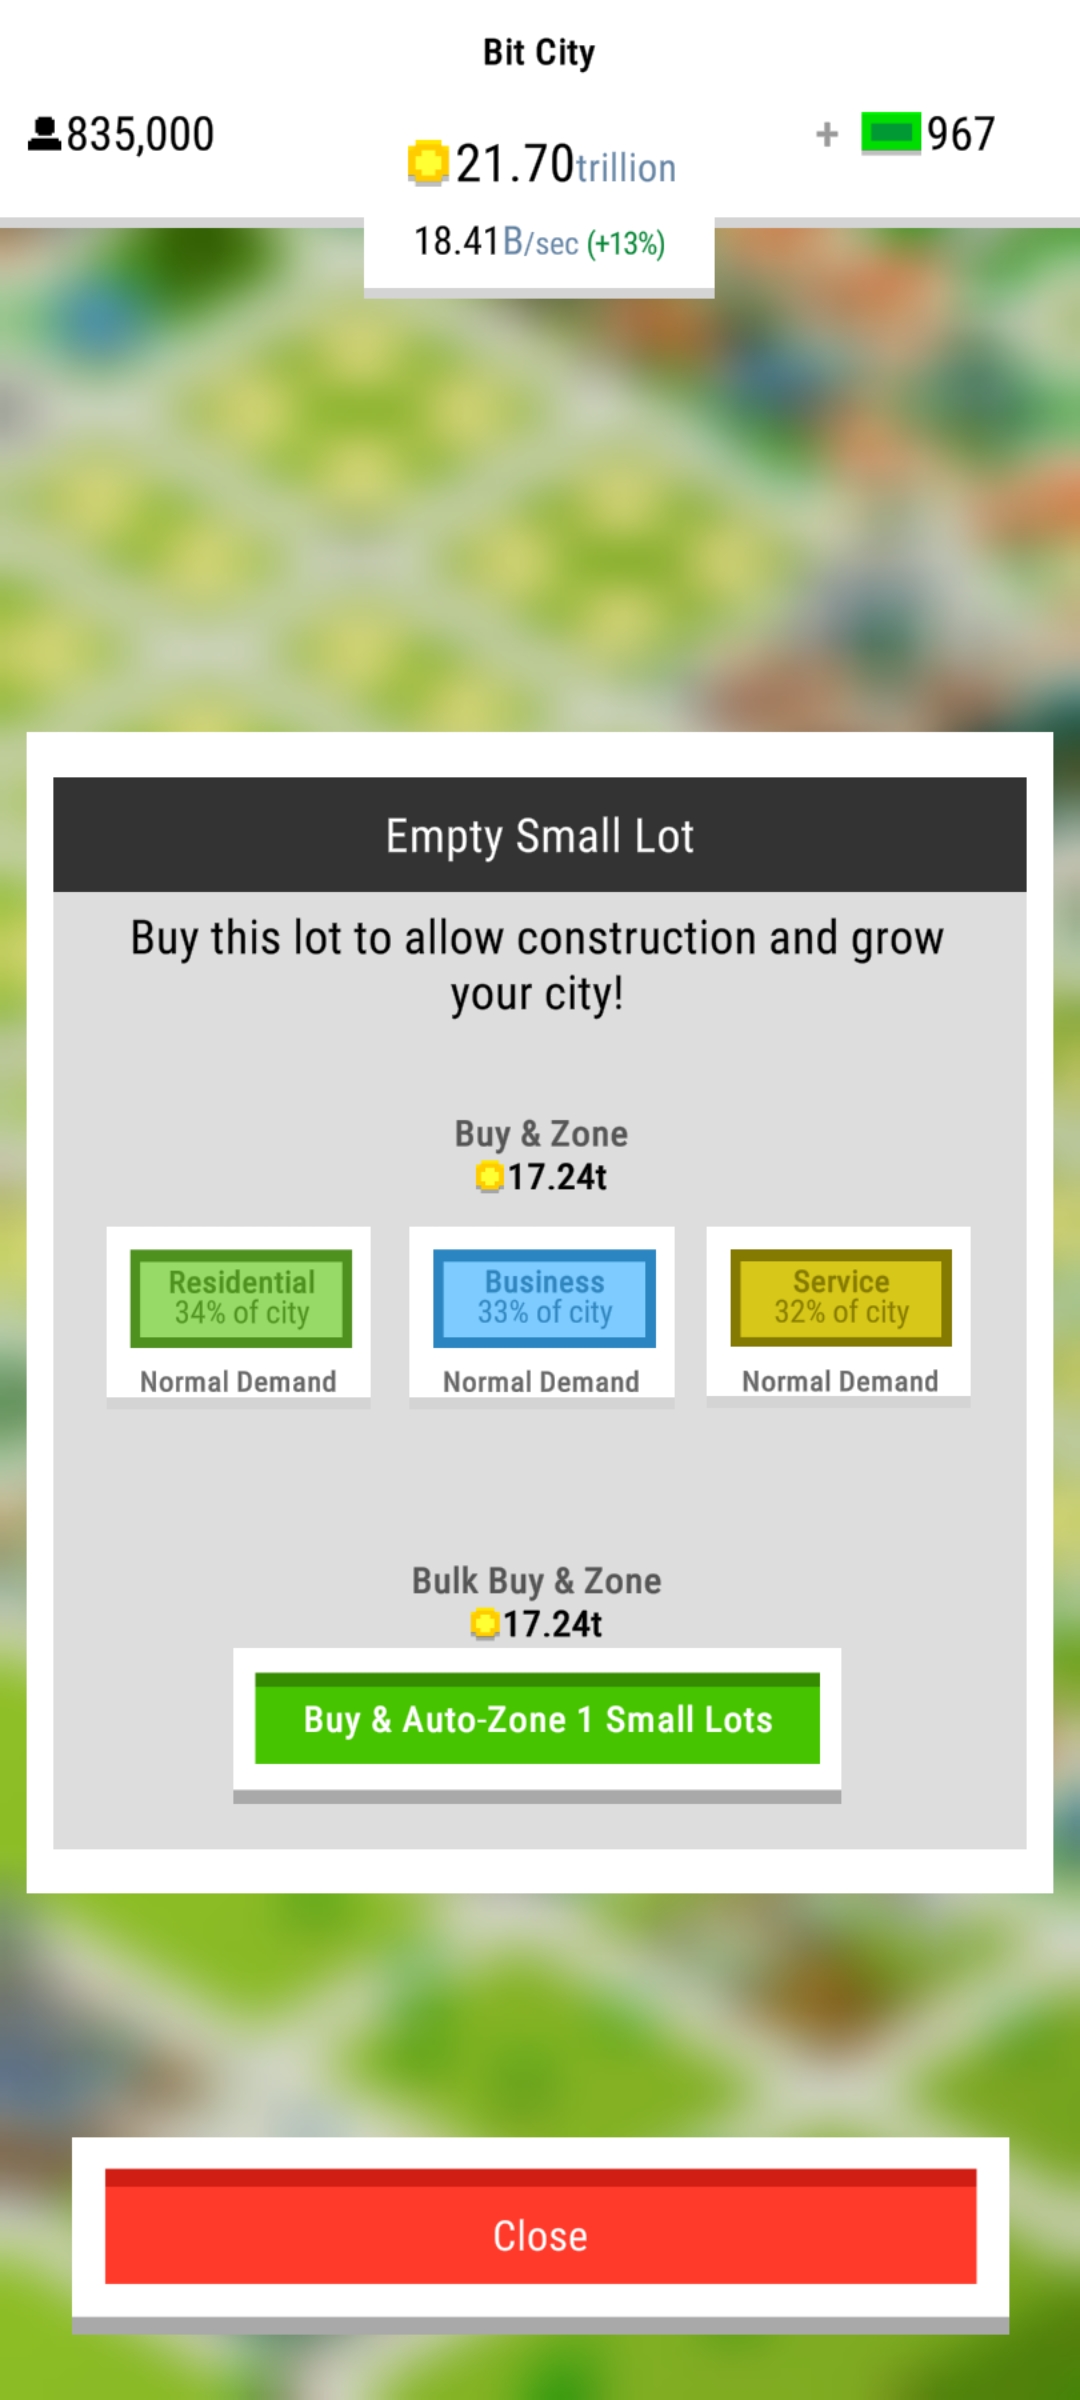 Bit City
835,000
21.70trillion
+ 967
18.41B/sec (+13%)
Empty Small Lot
Buy this lot to allow construction and grow
your city!
Buy & Zone
17.24t
Residential
34% of city
Normal Demand
Business
33% of city
Normal Demand
Service
32% of city
Normal Demand
Bulk Buy & Zone
17.24t
Buy & Auto-Zone 1 Small Lots
Close